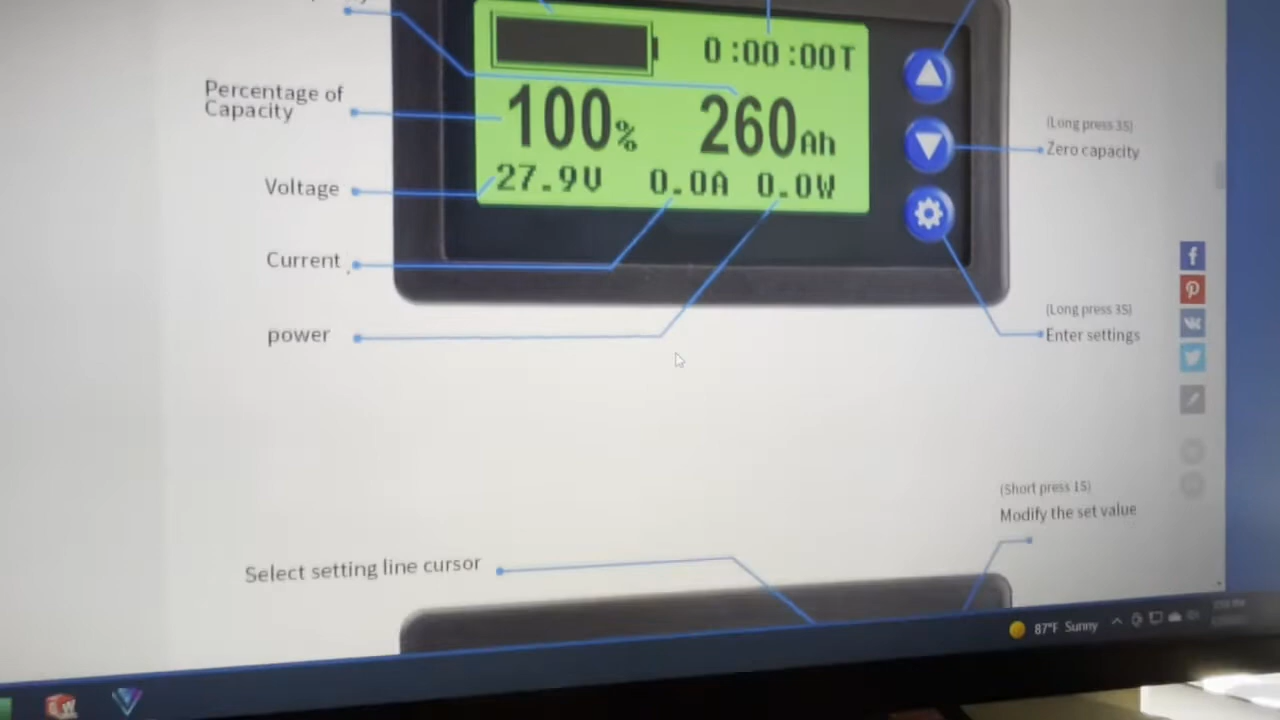 0:00:00T
Percentage of
Capacity
100%
260Ah
(Long press 3S)
Zero capacity
Voltage
27.9V
0.0A
0.0W
Current
(Long press 3S)
Enter settings
power
(Short press 1S)
Modify the set value
Select setting line cursor
87°F Sunny